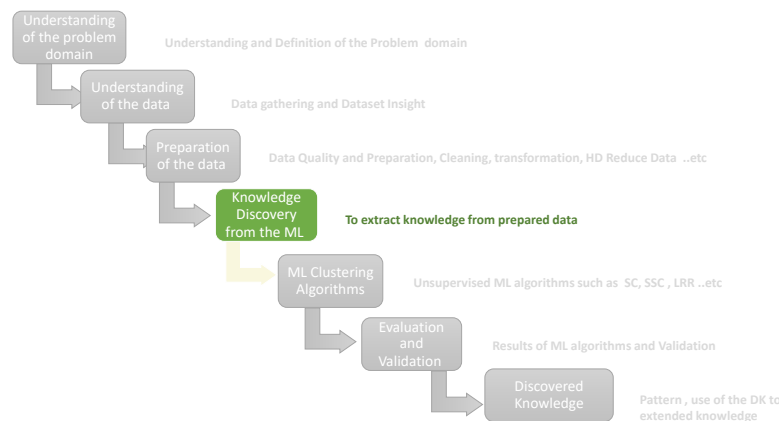 Understanding
of the problem
domain
Understanding and Definition of the Problem domain
Understanding
of the data
Data gathering and Dataset Insight
Preparation
of the data
Data Quality and Preparation, Cleaning, transformation, HD Reduce Data ..etc
Knowledge
Discovery
from the ML
To extract knowledge from prepared data
ML Clustering
Algorithms
Unsupervised ML algorithms such as SC, SSC , LRR ..etc
Evaluation
and
Validation
Results of ML algorithms and Validation
Discovered
Knowledge
Pattern , use of the DK to
extended knowledge